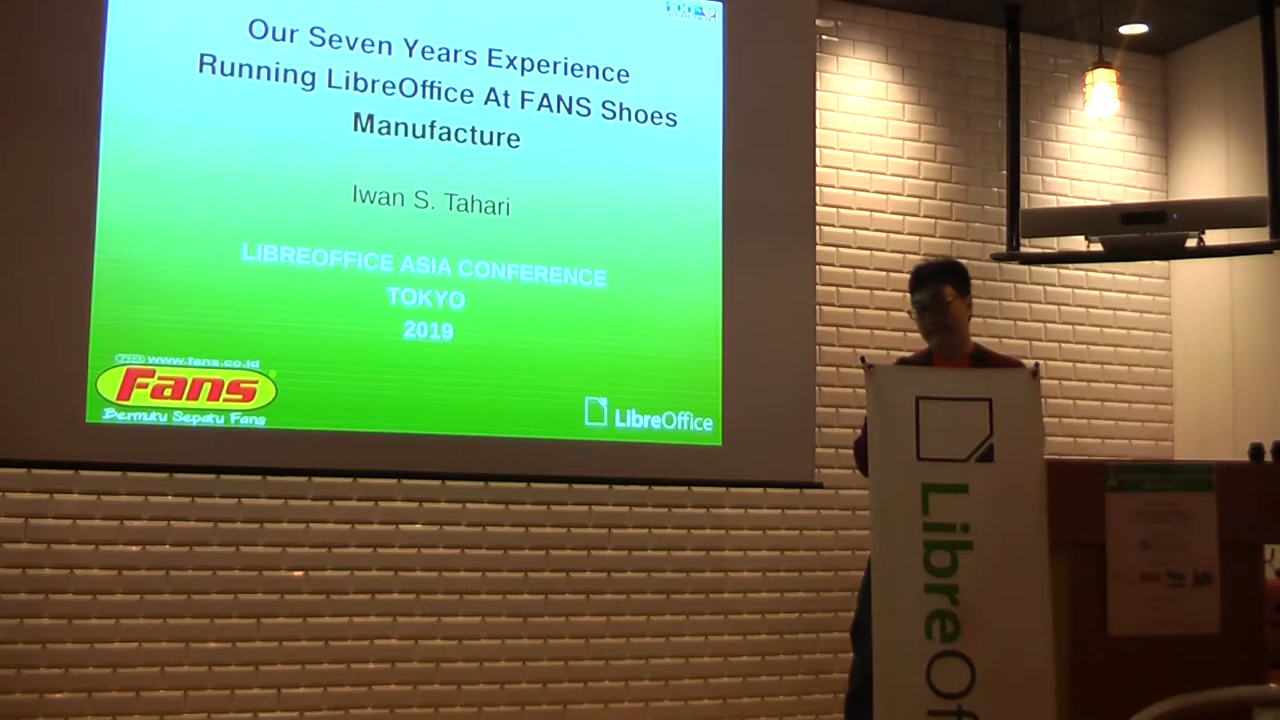 Our Seven Years Experience
Running LibreOffice At FANS Shoes
Manufacture
Iwan S. Tahari
LIBREOFFICE ASIA CONFERENCE
TOKYO
2019
www.fans.co.id
Fans
Bermutu Sepatu Fans
LibreOffice
LibreOf